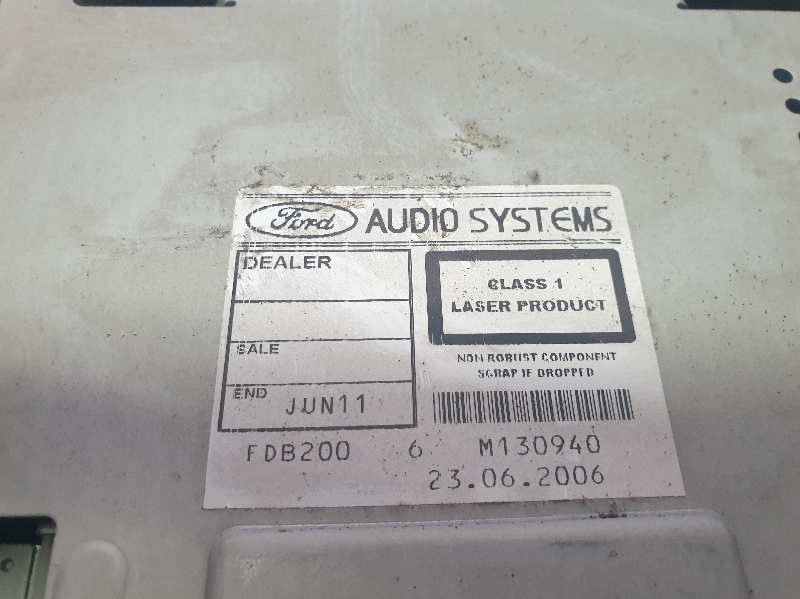 Ford AUDIO SYSTEMS
DEALER
CLASS 1
LASER PRODUCT
SALE
NON ROBUST COMPONENT
SCRAP IF DROPPED
END JUN11
FDB200 6 M130940
23.06.2006